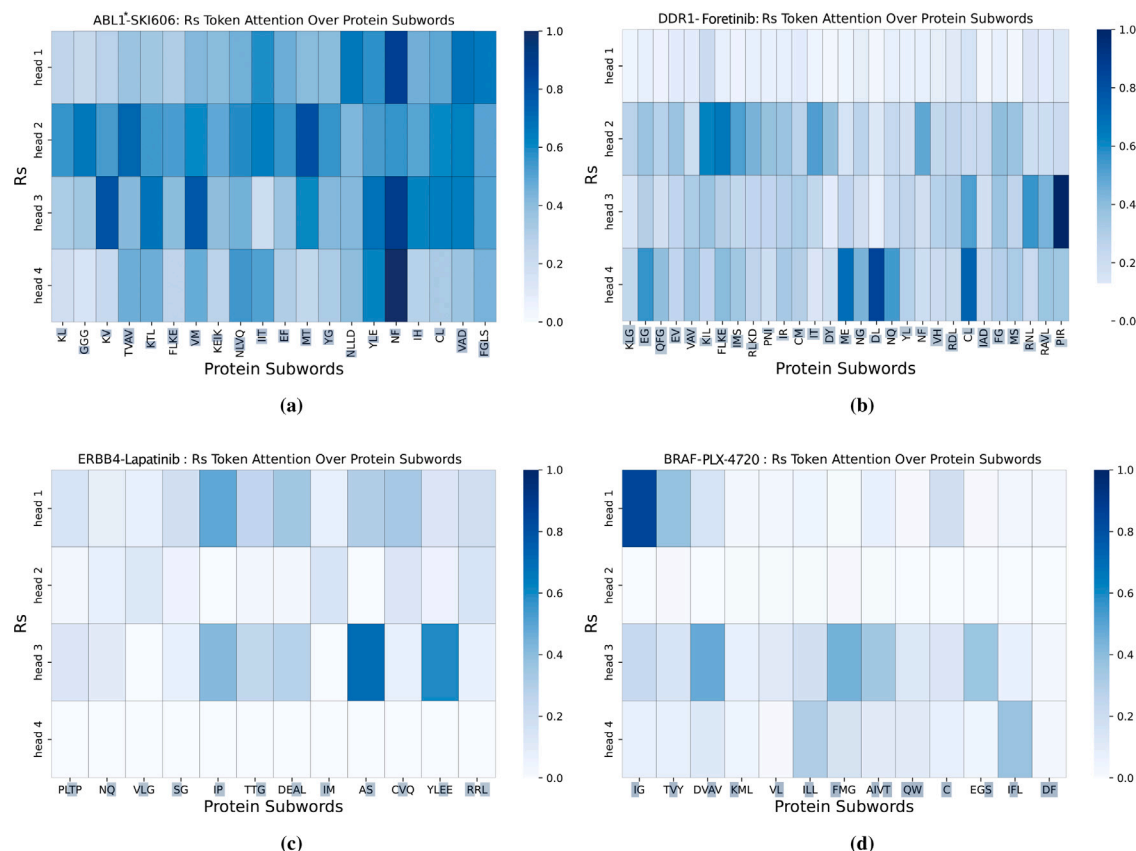 ABL1*-SKI606: Rs Token Attention Over Protein Subwords
Rs
head 1
head 2
head 3
head 4
KL GGG KV TVAV KTL FLKE VM KEIK NLVQ IIT EF MT YG NLLD YLE NF IH CL VAD FGLS
Protein Subwords
1.0
0.8
0.6
0.4
0.2
0.0
(a)
DDR1-Foretinib: Rs Token Attention Over Protein Subwords
Rs
head 1
head 2
head 3
head 4
KLG EG QFG EV VAV KIL FLKE IMS RLKD PNI IR CM IT DY ME NG DL NQ YL NF VH RDL CL IAD FG MS RNL RAVL PIR
Protein Subwords
1.0
0.8
0.6
0.4
0.2
0.0
(b)
ERBB4-Lapatinib : Rs Token Attention Over Protein Subwords
Rs
head 1
head 2
head 3
head 4
PLTP NQ VLG SG IP TTG DEAL IM AS CVQ YLEE RRL
Protein Subwords
1.0
0.8
0.6
0.4
0.2
0.0
(c)
BRAF-PLX-4720 : Rs Token Attention Over Protein Subwords
Rs
head 1
head 2
head 3
head 4
IG TVY DVAV KML VL ILL FMG AIVT QW C EGS IFL DF
Protein Subwords
1.0
0.8
0.6
0.4
0.2
0.0
(d)